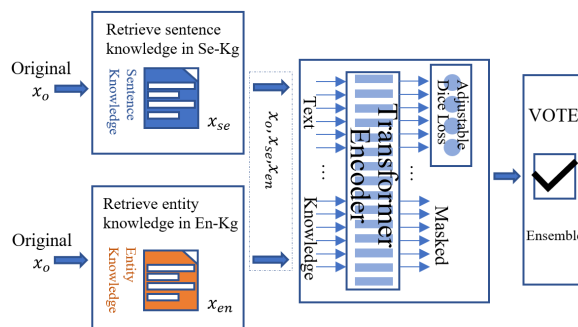 Original
x_o
Retrieve sentence
knowledge in Se-Kg
Sentence
Knowledge
x_se
Original
x_o
Retrieve entity
knowledge in En-Kg
Entity
Knowledge
x_en
x_o,x_se,x_en
Text
...
Knowledge
Transformer
Encoder
Adjustable
Dice Loss
...
Masked
VOTE
Ensemble